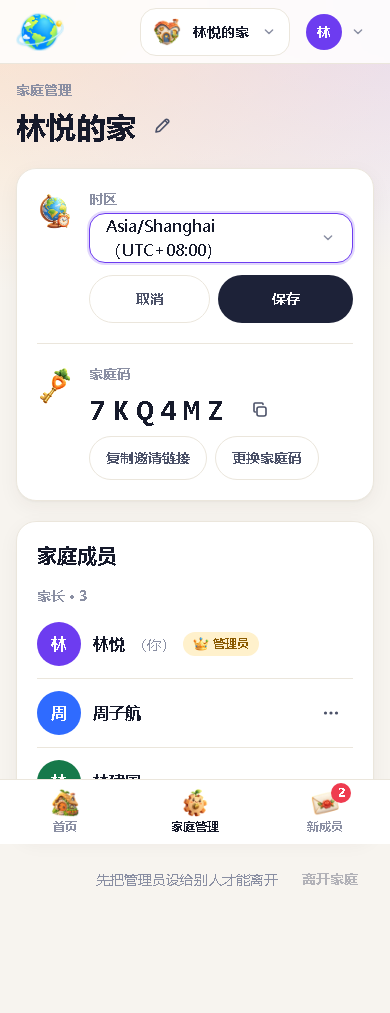 林悦的家
林
家庭管理
林悦的家
时区
Asia/Shanghai
（UTC+08:00）
取消
保存
家庭码
7KQ4MZ
复制邀请链接
更换家庭码
家庭成员
家长 • 3
林
林悦 （你） 管理员
周
周子航
首页
家庭管理
2
新成员
先把管理员设给别人才能离开
离开家庭